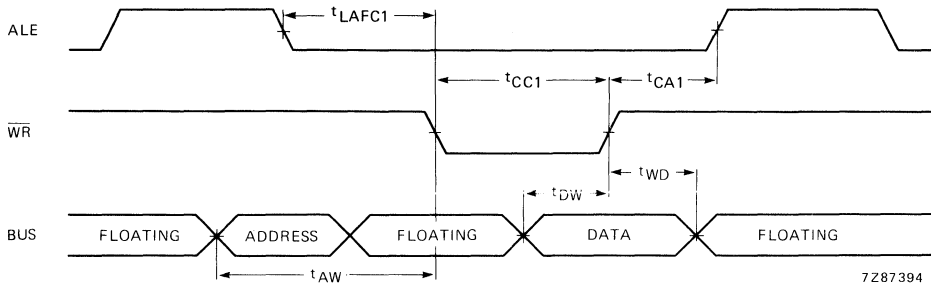 ALE
tLAFC1
tCC1
tCA1
WR
tDW
tWD
BUS
FLOATING
ADDRESS
FLOATING
DATA
FLOATING
tAW
7Z87394